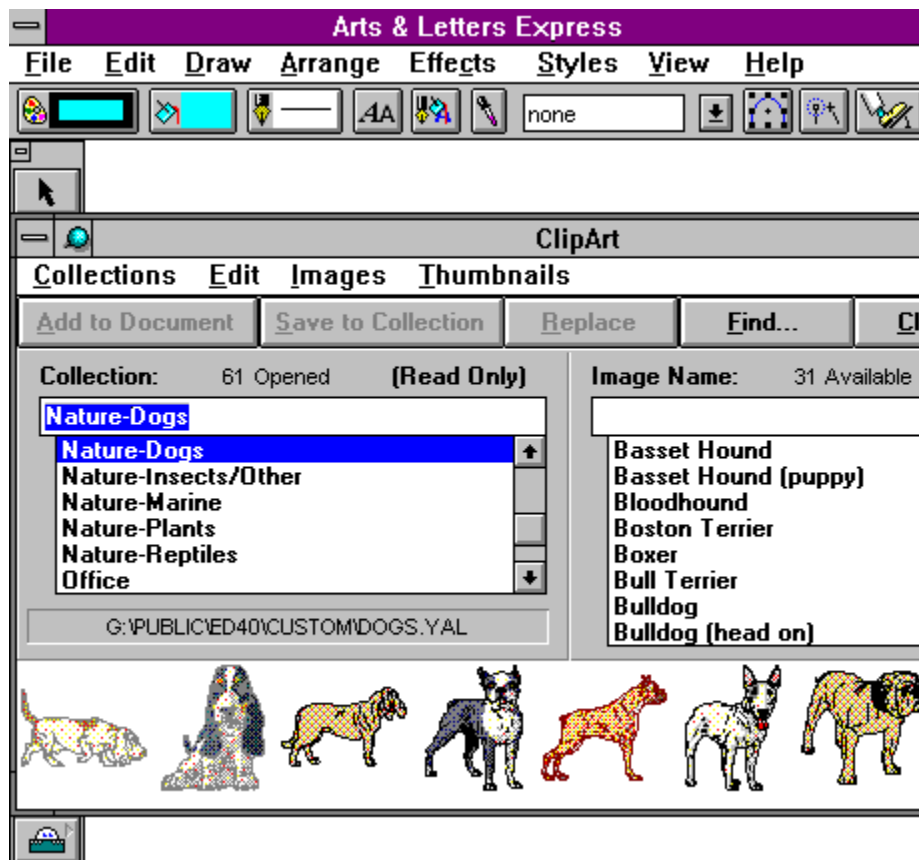 Arts & Letters Express
File Edit Draw Arrange Effects Styles View Help
AA none
ClipArt
Collections Edit Images Thumbnails
Add to Document Save to Collection Replace Find...
Collection: 61 Opened (Read Only)
Nature-Dogs
Nature-Dogs
Nature-Insects/Other
Nature-Marine
Nature-Plants
Nature-Reptiles
Office
G:\PUBLIC\ED40\CUSTOM\DOGS.YAL
Image Name: 31 Available
Basset Hound
Basset Hound (puppy)
Bloodhound
Boston Terrier
Boxer
Bull Terrier
Bulldog
Bulldog (head on)